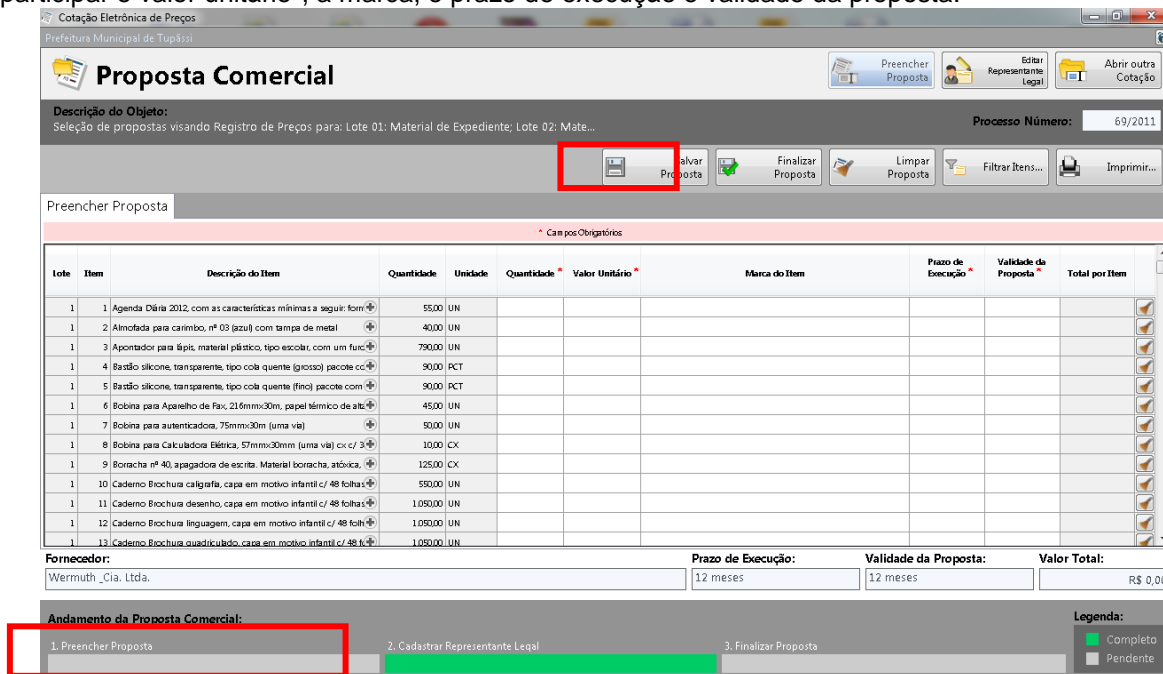 participar o valor unitário , a marca, o prazo de execução e validade da proposta.
Cotação Eletrônica de Preços
Prefeitura Municipal de Tupãssi
Proposta Comercial
Preencher Proposta
Editar Representante Legal
Abrir outra Cotação
Descrição do Objeto:
Seleção de propostas visando Registro de Preços para: Lote 01: Material de Expediente; Lote 02: Mate...
Processo Número: 69/2011
alvar Proposta
Finalizar Proposta
Limpar Proposta
Filtrar Itens...
Imprimir...
Preencher Proposta
* Campos Obrigatórios
Lote Item Descrição do Item Quantidade Unidade Quantidade * Valor Unitário * Marca do Item Prazo de Execução * Validade da Proposta * Total por Item
1 1 Agenda Diária 2012, com as características mínimas a seguir: form 55,00 UN
1 2 Almofada para carimbo, nº 03 (azul) com tampa de metal 40,00 UN
1 3 Apontador para lápis, material plástico, tipo escolar, com um furo 790,00 UN
1 4 Bastão silicone, transparente, tipo cola quente (grosso) pacote co 90,00 PCT
1 5 Bastão silicone, transparente, tipo cola quente (fino) pacote com 90,00 PCT
1 6 Bobina para Aparelho de Fax, 216mmx30m, papel térmico de alta 45,00 UN
1 7 Bobina para autenticadora, 75mmx30m (uma via) 50,00 UN
1 8 Bobina para Calculadora Elétrica, 57mmx30mm (uma via) cx c/ 3 10,00 CX
1 9 Borracha nº 40, apagadora de escrita. Material borracha, atóxica, 125,00 CX
1 10 Caderno Brochura caligrafia, capa em motivo infantil c/ 48 folhas 550,00 UN
1 11 Caderno Brochura desenho, capa em motivo infantil c/ 48 folhas 1.050,00 UN
1 12 Caderno Brochura linguagem, capa em motivo infantil c/ 48 folh 1.050,00 UN
1 13 Caderno Brochura quadriculado, capa em motivo infantil c/ 48 fo 1.050,00 UN
Fornecedor: Prazo de Execução: Validade da Proposta: Valor Total:
Wermuth _Cia. Ltda. 12 meses 12 meses R$ 0,00
Andamento da Proposta Comercial: Legenda:
1. Preencher Proposta 2. Cadastrar Representante Legal 3. Finalizar Proposta Completo
Pendente